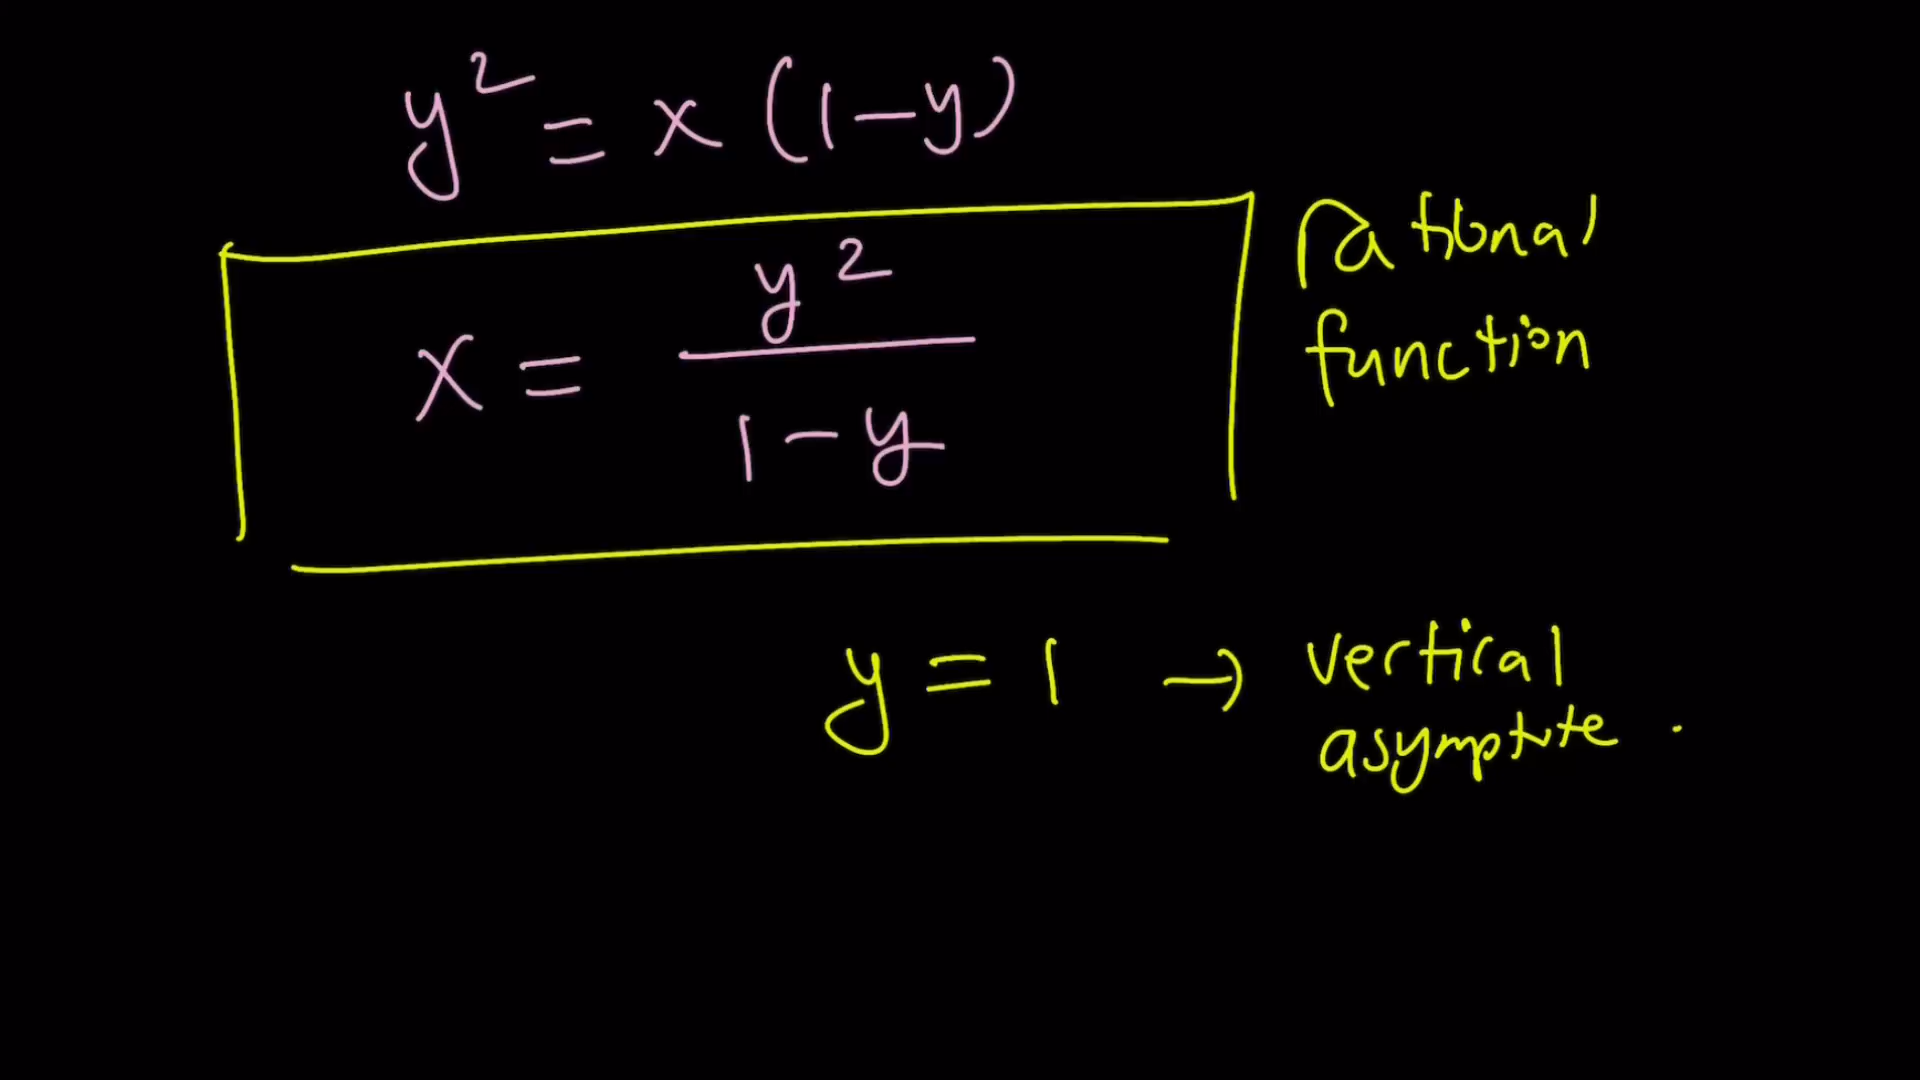 y² = x (1-y)
rational
function
x = y² / 1-y
y = 1 → vertical
asymptote .